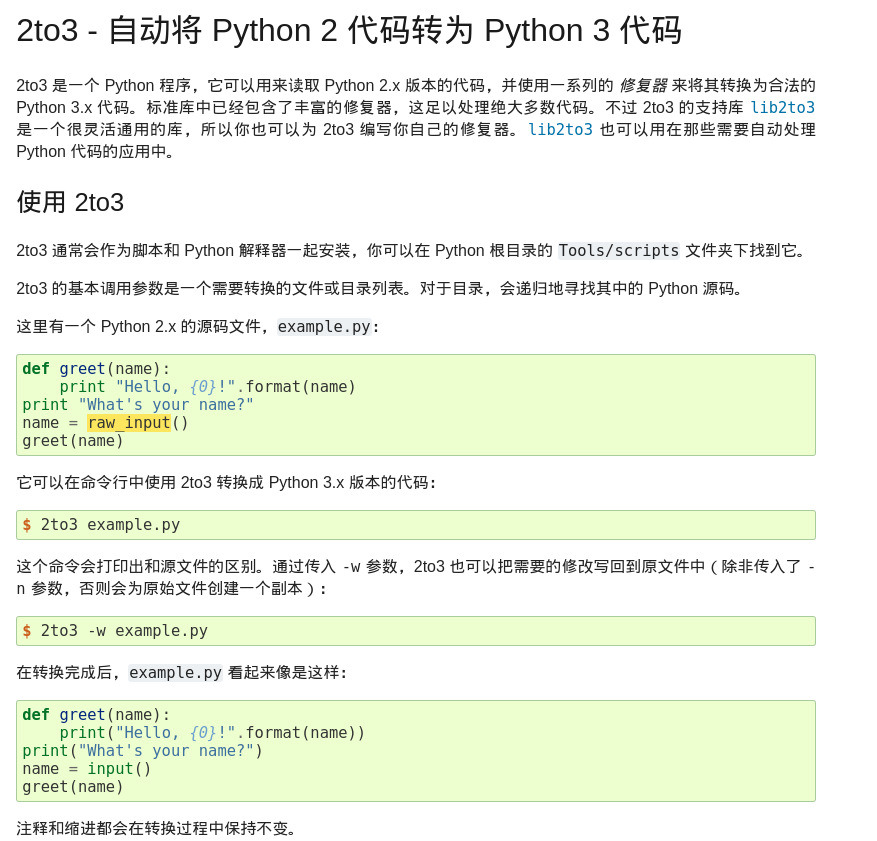 2to3 - 自动将 Python 2 代码转为 Python 3 代码
2to3 是一个 Python 程序，它可以用来读取 Python 2.x 版本的代码，并使用一系列的 修复器 来将其转换为合法的
Python 3.x 代码。标准库中已经包含了丰富的修复器，这足以处理绝大多数代码。不过 2to3 的支持库 lib2to3
是一个很灵活通用的库，所以你也可以为 2to3 编写你自己的修复器。lib2to3 也可以用在那些需要自动处理
Python 代码的应用中。
使用 2to3
2to3 通常会作为脚本和 Python 解释器一起安装，你可以在 Python 根目录的 Tools/scripts 文件夹下找到它。
2to3 的基本调用参数是一个需要转换的文件或目录列表。对于目录，会递归地寻找其中的 Python 源码。
这里有一个 Python 2.x 的源码文件，example.py：
def greet(name):
    print "Hello, {0}!".format(name)
print "What's your name?"
name = raw_input()
greet(name)
它可以在命令行中使用 2to3 转换成 Python 3.x 版本的代码：
$ 2to3 example.py
这个命令会打印出和源文件的区别。通过传入 -w 参数，2to3 也可以把需要的修改写回到原文件中（除非传入了 -
n 参数，否则会为原始文件创建一个副本）：
$ 2to3 -w example.py
在转换完成后，example.py 看起来像是这样：
def greet(name):
    print("Hello, {0}!".format(name))
print("What's your name?")
name = input()
greet(name)
注释和缩进都会在转换过程中保持不变。